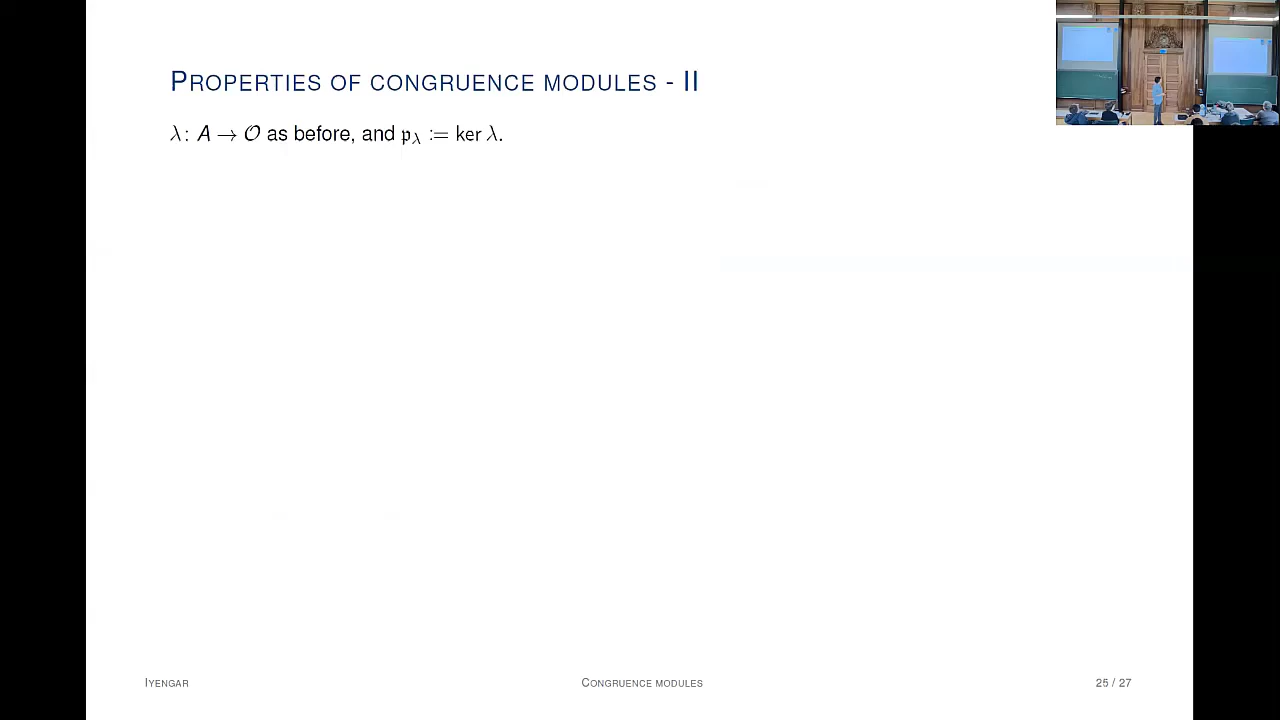 PROPERTIES OF CONGRUENCE MODULES - II
λ: A → 𝒪 as before, and 𝔭_λ := ker λ.
IYENGAR
CONGRUENCE MODULES
25 / 27